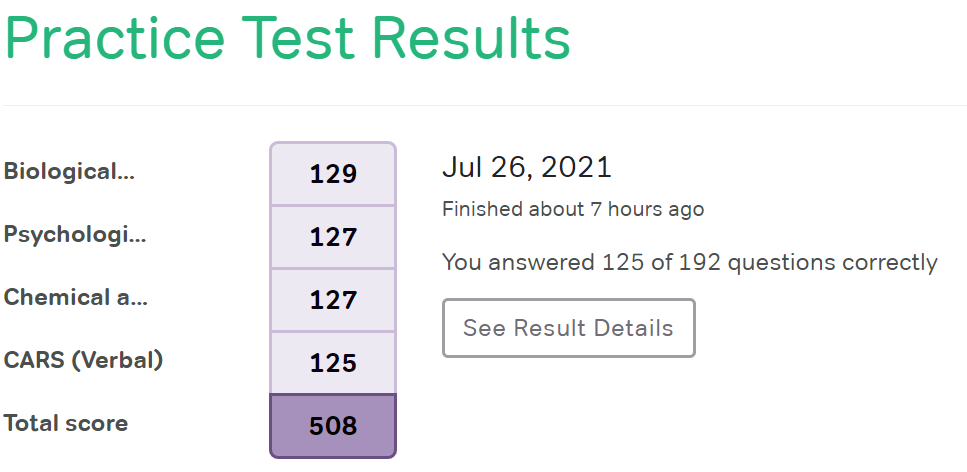 Practice Test Results
Biological...
129
Psychologi...
127
Chemical a...
127
CARS (Verbal)
125
Total score
508
Jul 26, 2021
Finished about 7 hours ago
You answered 125 of 192 questions correctly
See Result Details